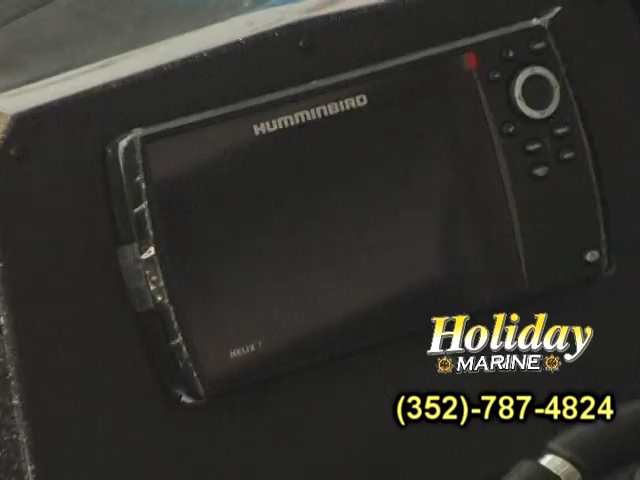 HUMMINBIRD
HELIX 7
Holiday
MARINE
(352)-787-4824